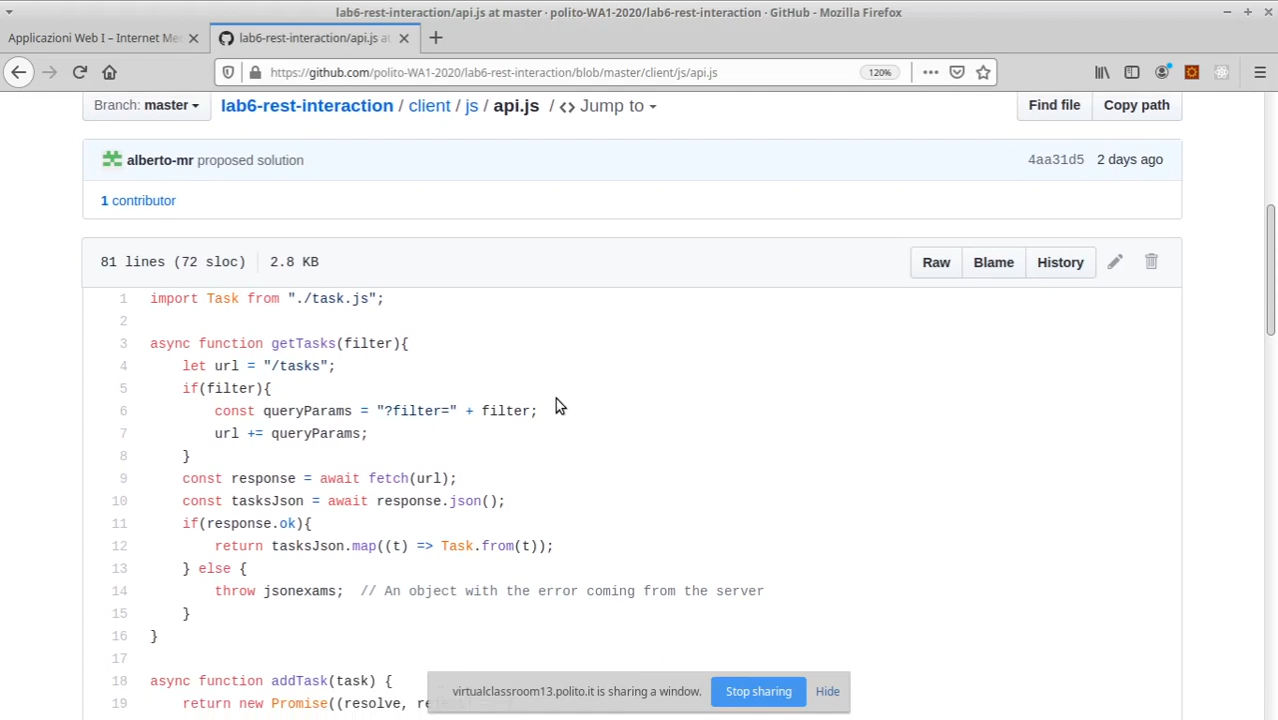 lab6-rest-interaction/api.js at master · polito-WA1-2020/lab6-rest-interaction · GitHub - Mozilla Firefox
Applicazioni Web I – Internet Me
lab6-rest-interaction/api.js at
https://github.com/polito-WA1-2020/lab6-rest-interaction/blob/master/client/js/api.js
120%
Branch: master
lab6-rest-interaction / client / js / api.js / <> Jump to
Find file
Copy path
alberto-mr proposed solution
4aa31d5 2 days ago
1 contributor
81 lines (72 sloc) 2.8 KB
Raw
Blame
History
1 import Task from "./task.js";
2
3 async function getTasks(filter){
4 let url = "/tasks";
5 if(filter){
6 const queryParams = "?filter=" + filter;
7 url += queryParams;
8 }
9 const response = await fetch(url);
10 const tasksJson = await response.json();
11 if(response.ok){
12 return tasksJson.map((t) => Task.from(t));
13 } else {
14 throw jsonexams; // An object with the error coming from the server
15 }
16 }
17
18 async function addTask(task) {
19 return new Promise((resolve,
virtualclassroom13.polito.it is sharing a window.
Stop sharing
Hide